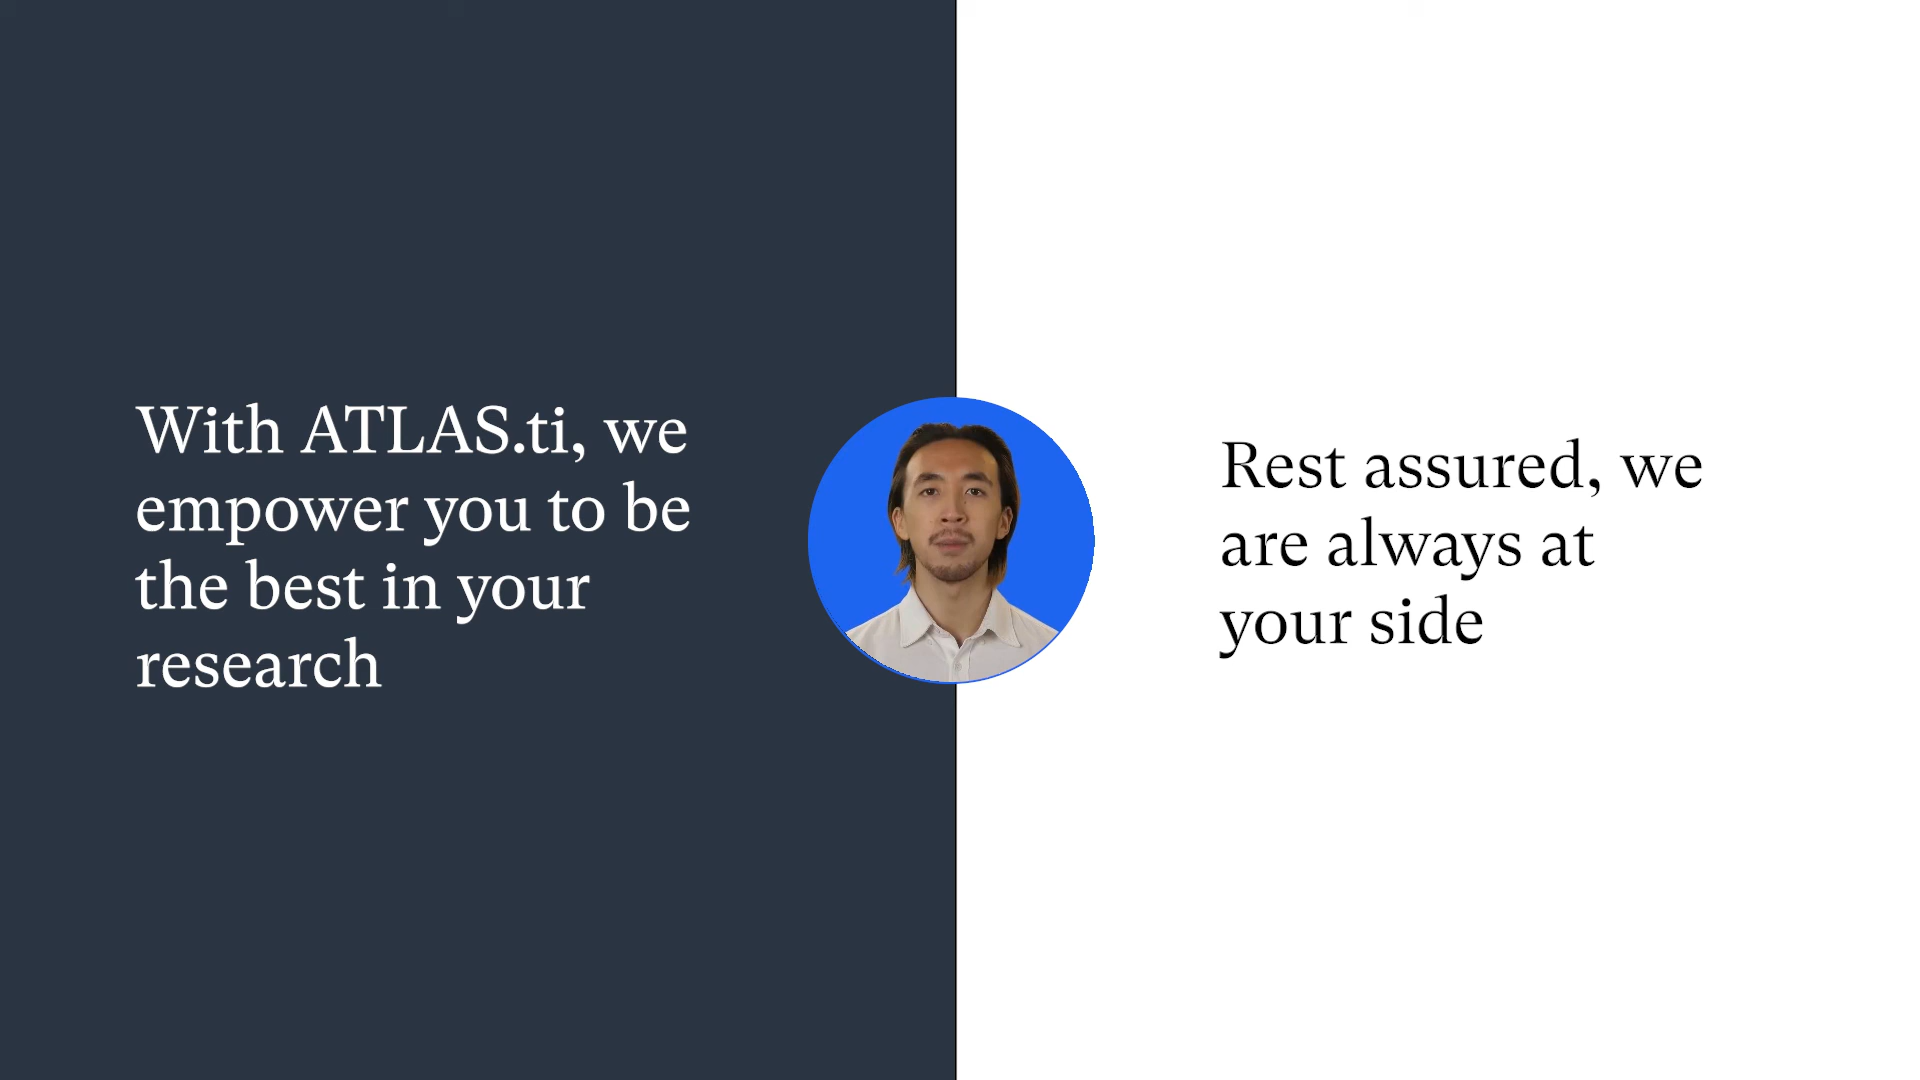 With ATLAS.ti, we
empower you to be
the best in your
research
Rest assured, we
are always at
your side